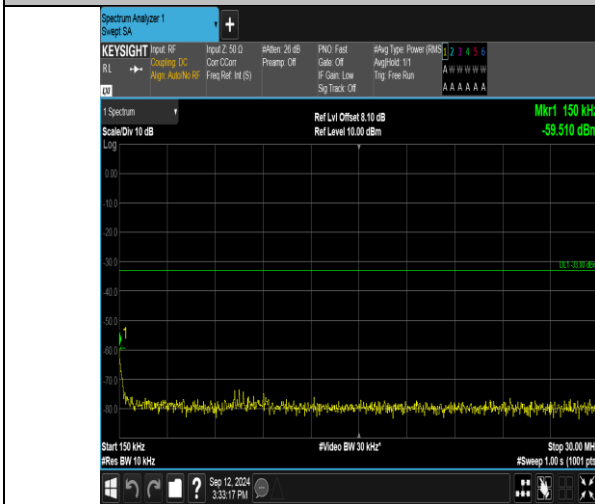 Spectrum Analyzer 1
Swept SA
+
KEYSIGHT
RL
Input: RF
Coupling: DC
Align: Auto/No RF
Input Z: 50 Ω
Corr CCorr
Freq Ref: Int (S)
#Atten: 26 dB
Preamp: Off
PNO: Fast
Gate: Off
IF Gain: Low
Sig Track: Off
#Avg Type: Power (RMS
Avg|Hold: 1/1
Trig: Free Run
1 2 3 4 5 6
A W W W W W
A A A A A A
1 Spectrum
Scale/Div 10 dB
Log
Ref Lvl Offset 8.10 dB
Ref Level 10.00 dBm
Mkr1 150 kHz
-59.510 dBm
0.00
-10.0
-20.0
-30.0
DL1 -33.00 dBm
-40.0
-50.0
1
-60.0
-70.0
-80.0
Start 150 kHz
#Res BW 10 kHz
#Video BW 30 kHz*
Stop 30.00 MHz
#Sweep 1.00 s (1001 pts)
?
Sep 12, 2024
3:33:17 PM